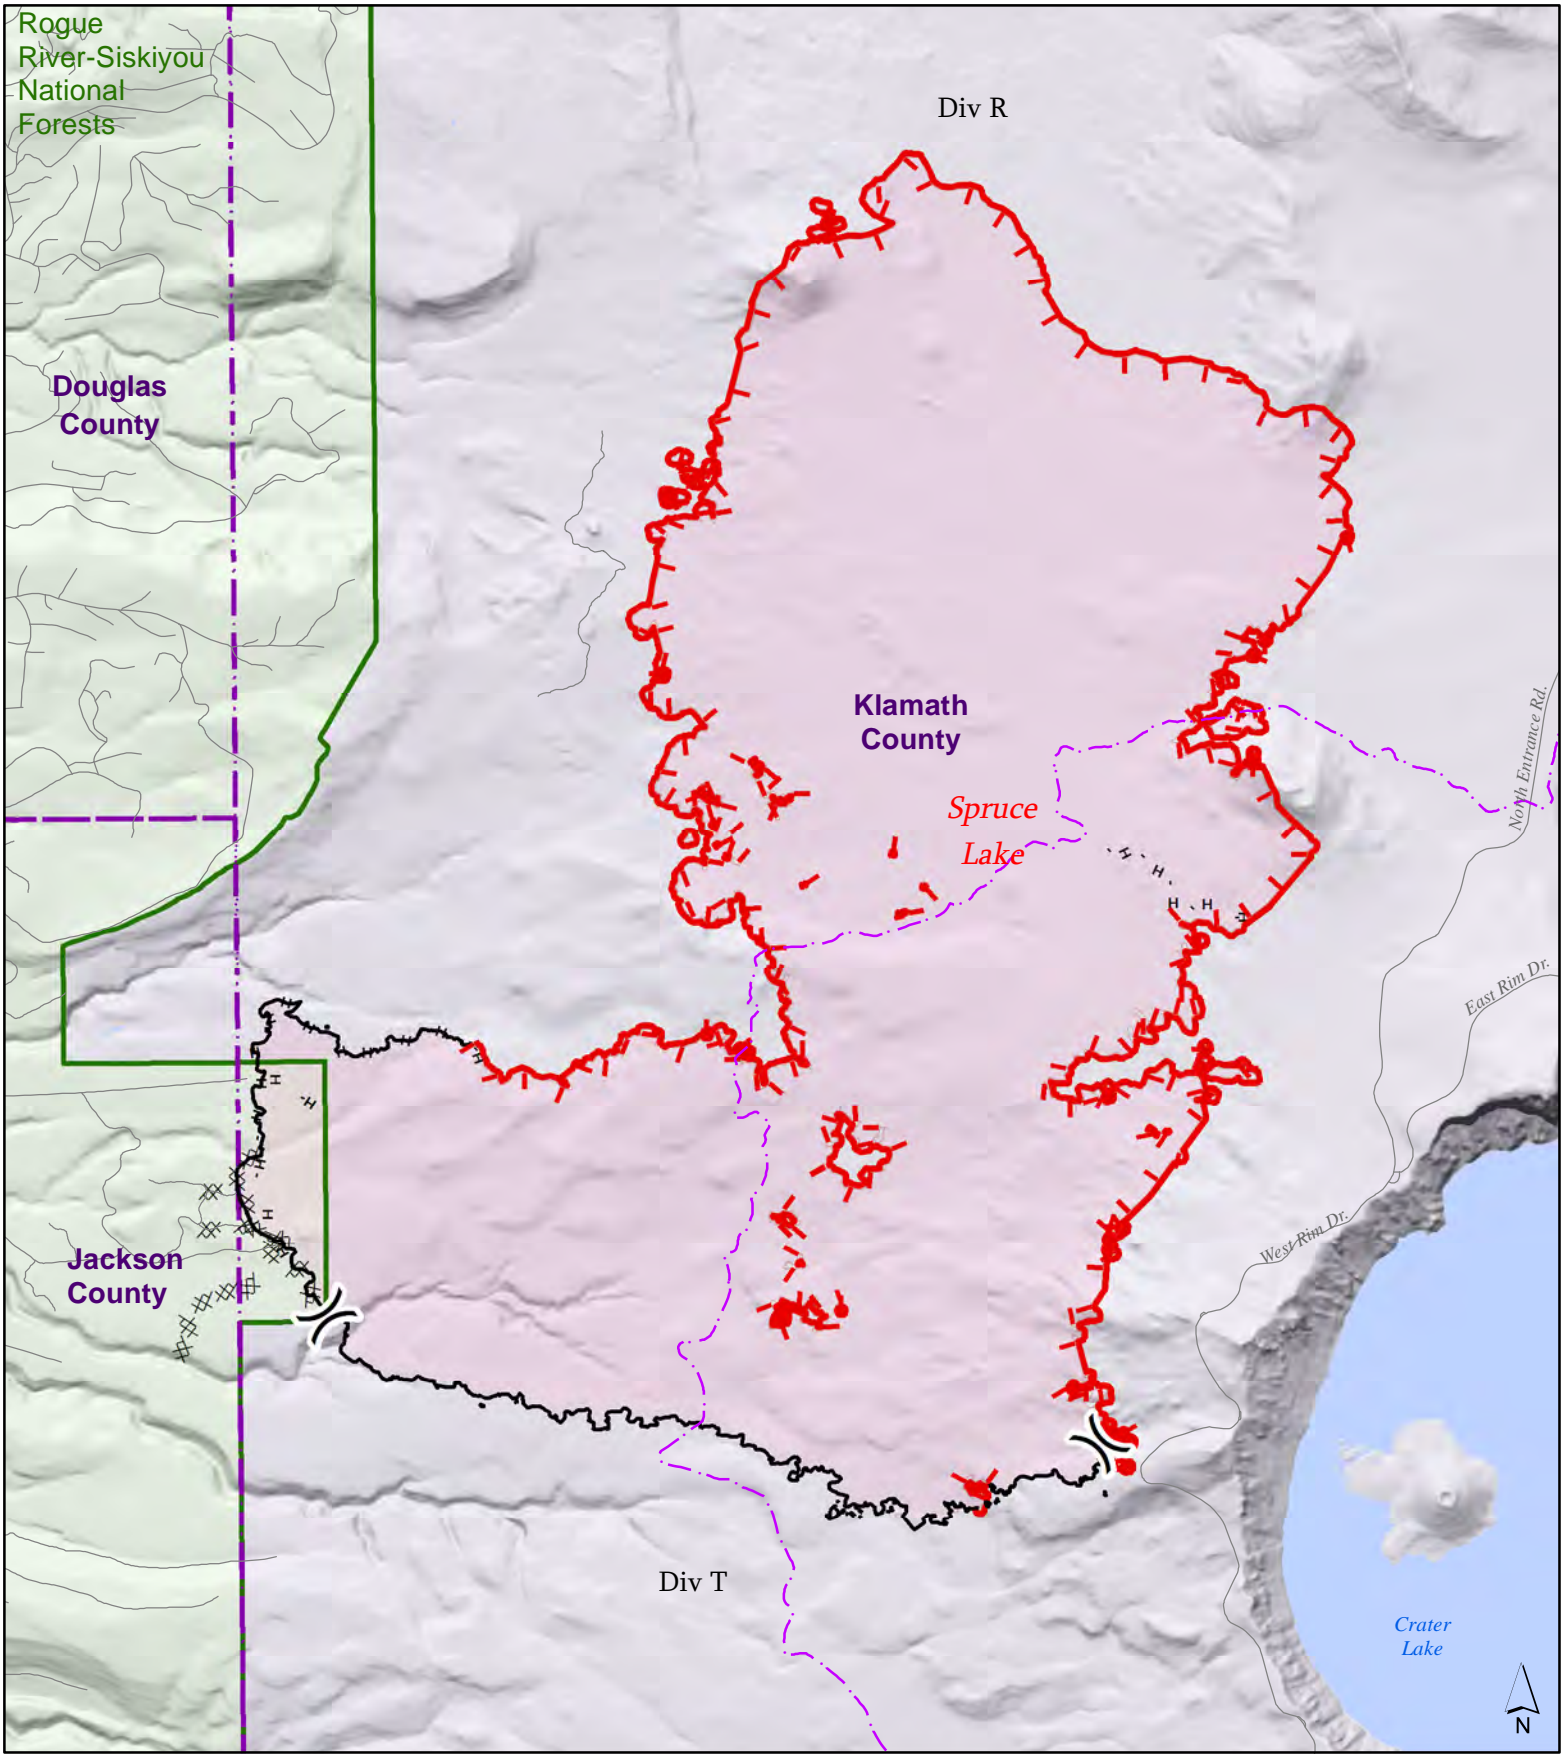 Rogue
River-Siskiyou
National
Forests
Div R
Douglas
County
Klamath
County
Spruce
Lake
North Entrance Rd.
H
H
H
H
H
East Rim Dr.
H
H
H
H
H
West Rim Dr.
Jackson
County
Div T
Crater
Lake
N